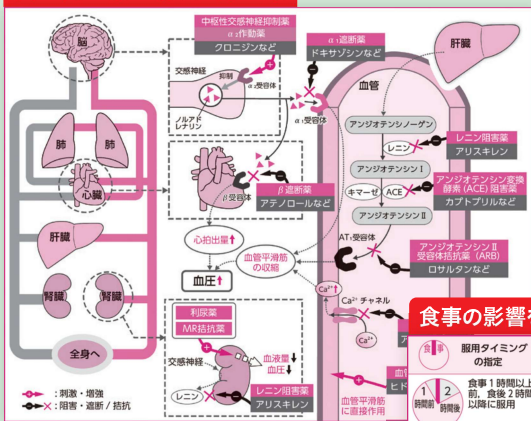 中枢性交感神経抑制薬
α₂作動薬
クロニジンなど
α₁遮断薬
ドキサゾシンなど
脳
交感神経
抑制
α₂受容体
ノルアド
レナリン
α₁受容体
肝臓
血管
アンジオテンシノーゲン
レニン
レニン阻害薬
アリスキレン
アンジオテンシンⅠ
キマーゼ
ACE
アンジオテンシン変換
酵素 (ACE) 阻害薬
カプトプリルなど
アンジオテンシンⅡ
AT₁受容体
アンジオテンシンⅡ
受容体拮抗薬 (ARB)
ロサルタンなど
肺
肺
心臓
β受容体
β遮断薬
アテノロールなど
心拍出量↑
血圧↑
血管平滑筋
の収縮
Ca²⁺↑
Ca²⁺ チャネル
Ca²⁺
肝臓
腎臓
腎臓
全身へ
利尿薬
MR拮抗薬
交感神経
血液量↓
血圧↓
レニン
レニン阻害薬
アリスキレン
血管平滑筋
に直接作用
：刺激・増強
：阻害・遮断 / 拮抗
食事の影響
食事
服用タイミング
の指定
1
時間前
2
時間後
食事1時間以上
前、食後2時間
以降に服用